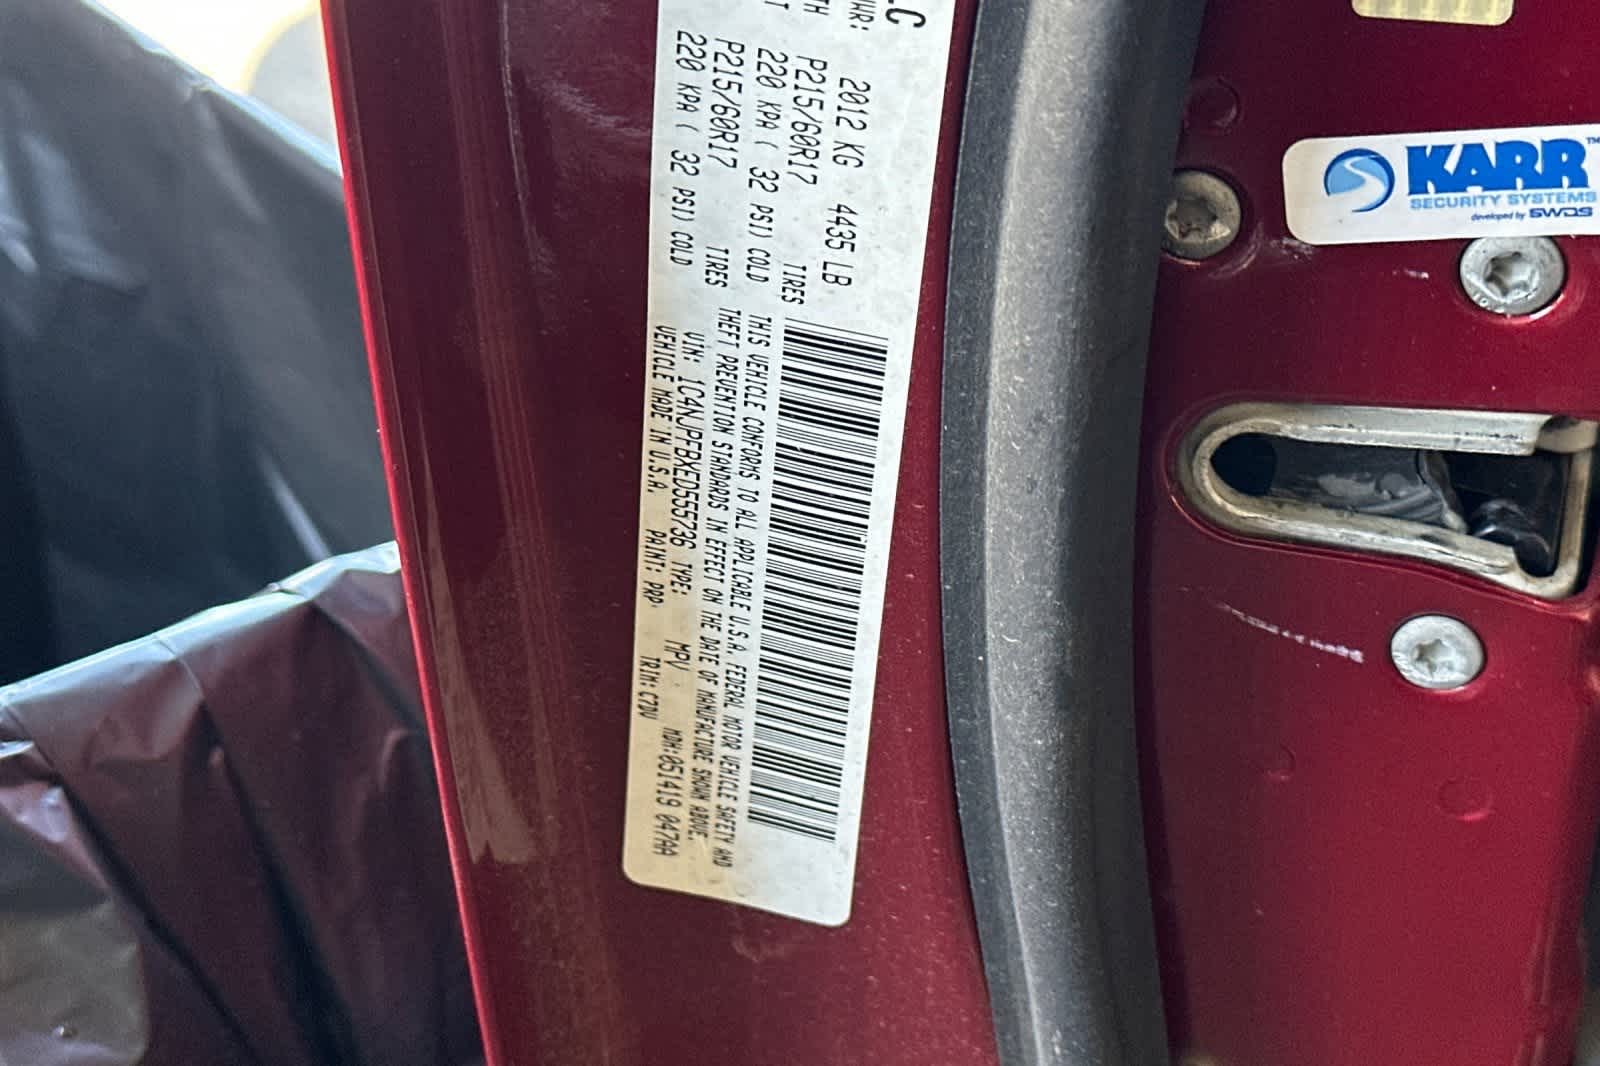 LLC
2012 KG 4435 LB
P215/60R17 TIRES
220 KPA ( 32 PSI) COLD
P215/60R17 TIRES
220 KPA ( 32 PSI) COLD
THIS VEHICLE CONFORMS TO ALL APPLICABLE U.S.A. FEDERAL MOTOR VEHICLE SAFETY AND
THEFT PREVENTION STANDARDS IN EFFECT ON THE DATE OF MANUFACTURE SHOWN ABOVE.
VIN: 1C4NJPFBXED555736 TYPE: MPV MDH:051419 047AA
VEHICLE MADE IN U.S.A. PAINT: PRP TRIM:C7DV
KARR™
SECURITY SYSTEMS
developed by SWDS